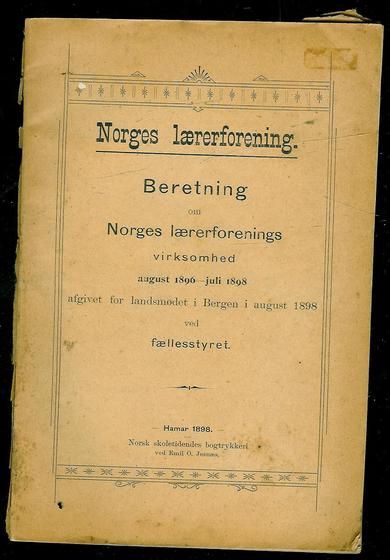 Norges lærerforening.
Beretning
om
Norges lærerforenings
virksomhed
august 1896—juli 1898
afgivet for landsmødet i Bergen i august 1898
ved
fællesstyret.
— Hamar 1898. —
Norsk skoletidendes bogtrykkeri
ved Emil O. Jensen.